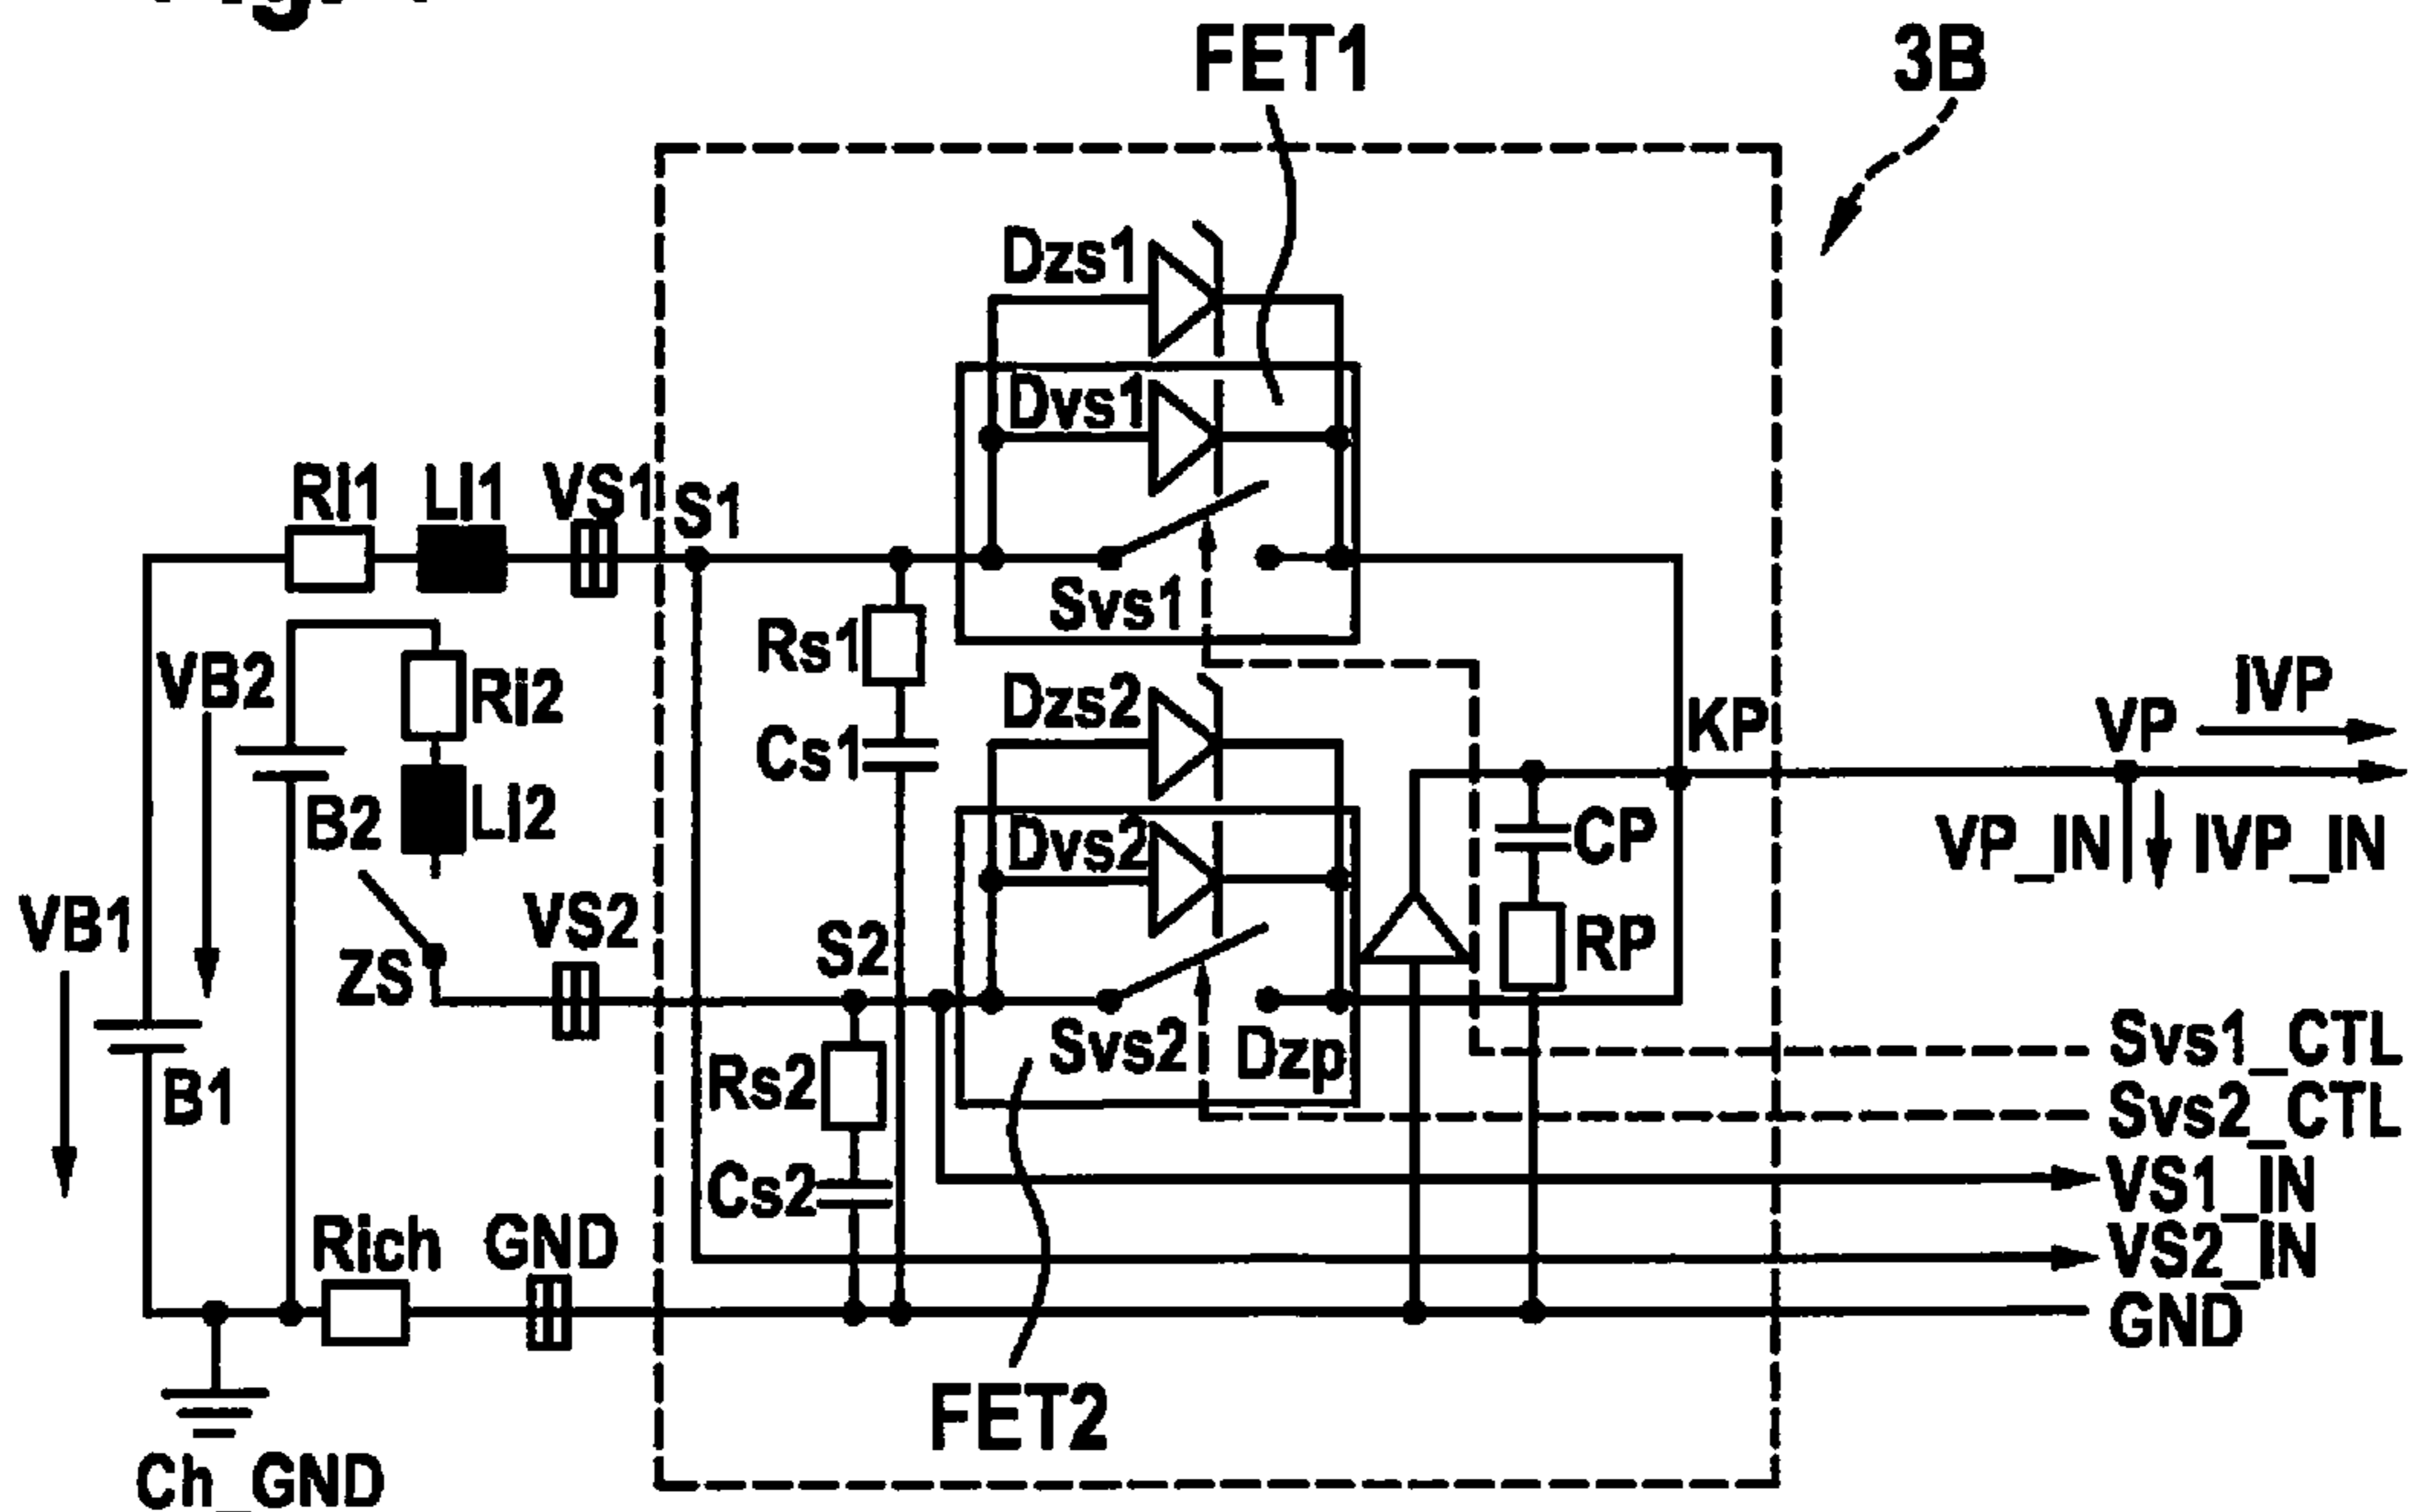 FET1
3B
Dzs1
Dvs1
Ri1
LI1
VS1
S1
Svs1
Rs1
VB2
Ri2
Dzs2
KP
VP
IVP
Cs1
B2
LI2
Dvs2
CP
VP_IN
IVP_IN
VB1
ZS
VS2
S2
RP
Svs2
Dzp
Svs1_CTL
B1
Rs2
Svs2_CTL
Cs2
VS1_IN
Rich
GND
VS2_IN
GND
FET2
Ch_GND